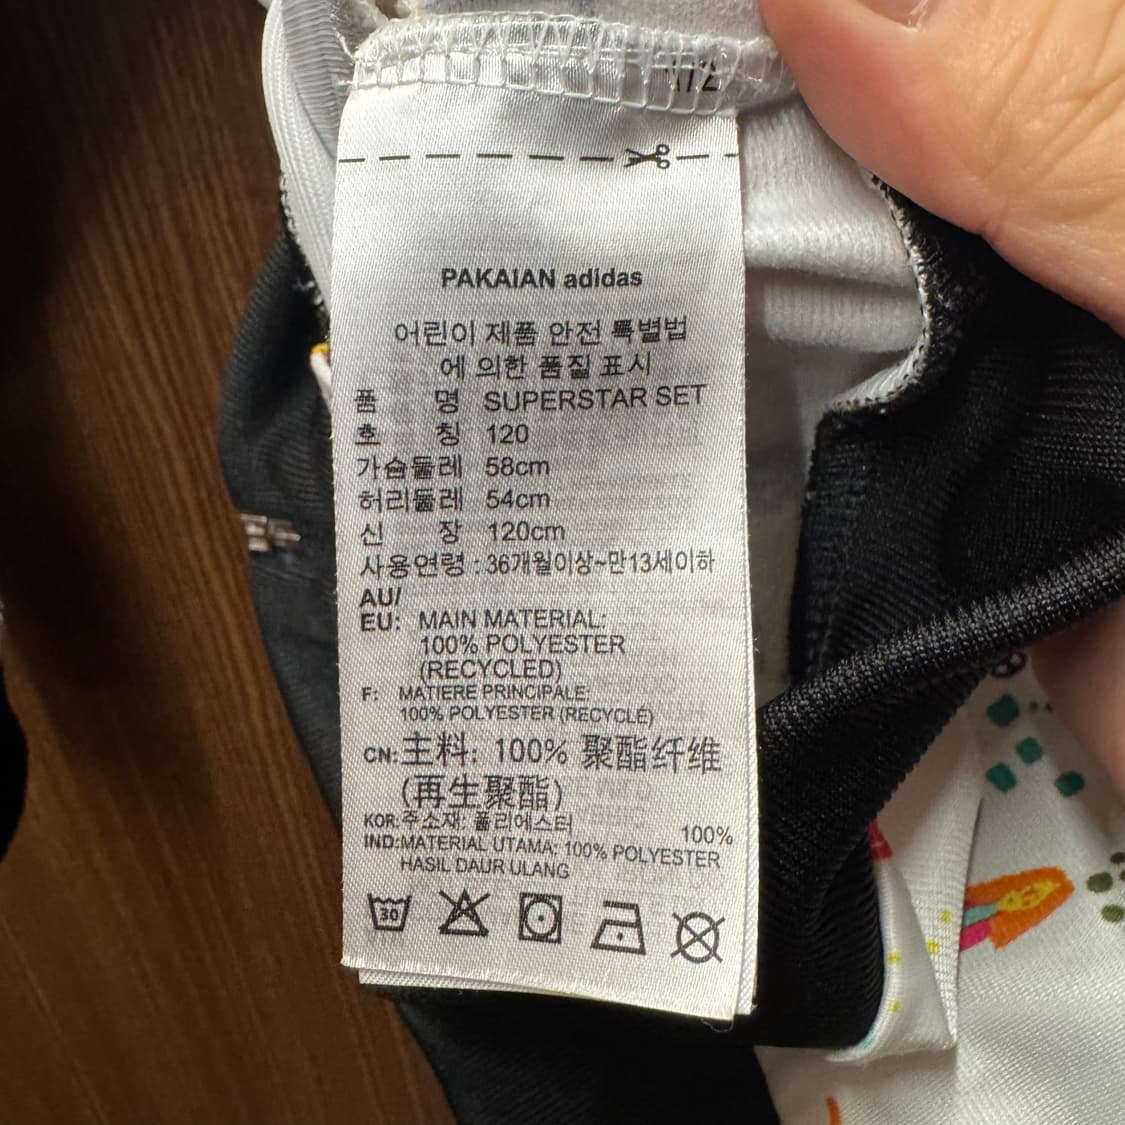 PAKAIAN adidas
어린이 제품 안전 특별법
에 의한 품질 표시
품 명 SUPERSTAR SET
호 칭 120
가슴둘레 58cm
허리둘레 54cm
신 장 120cm
사용연령 : 36개월이상~만13세이하
AU/
EU: MAIN MATERIAL:
100% POLYESTER
(RECYCLED)
F: MATIERE PRINCIPALE:
100% POLYESTER (RECYCLÉ)
CN: 主料: 100% 聚酯纤维
(再生聚酯)
KOR: 주소재: 폴리에스터 100%
IND: MATERIAL UTAMA: 100% POLYESTER
HASIL DAUR ULANG
30